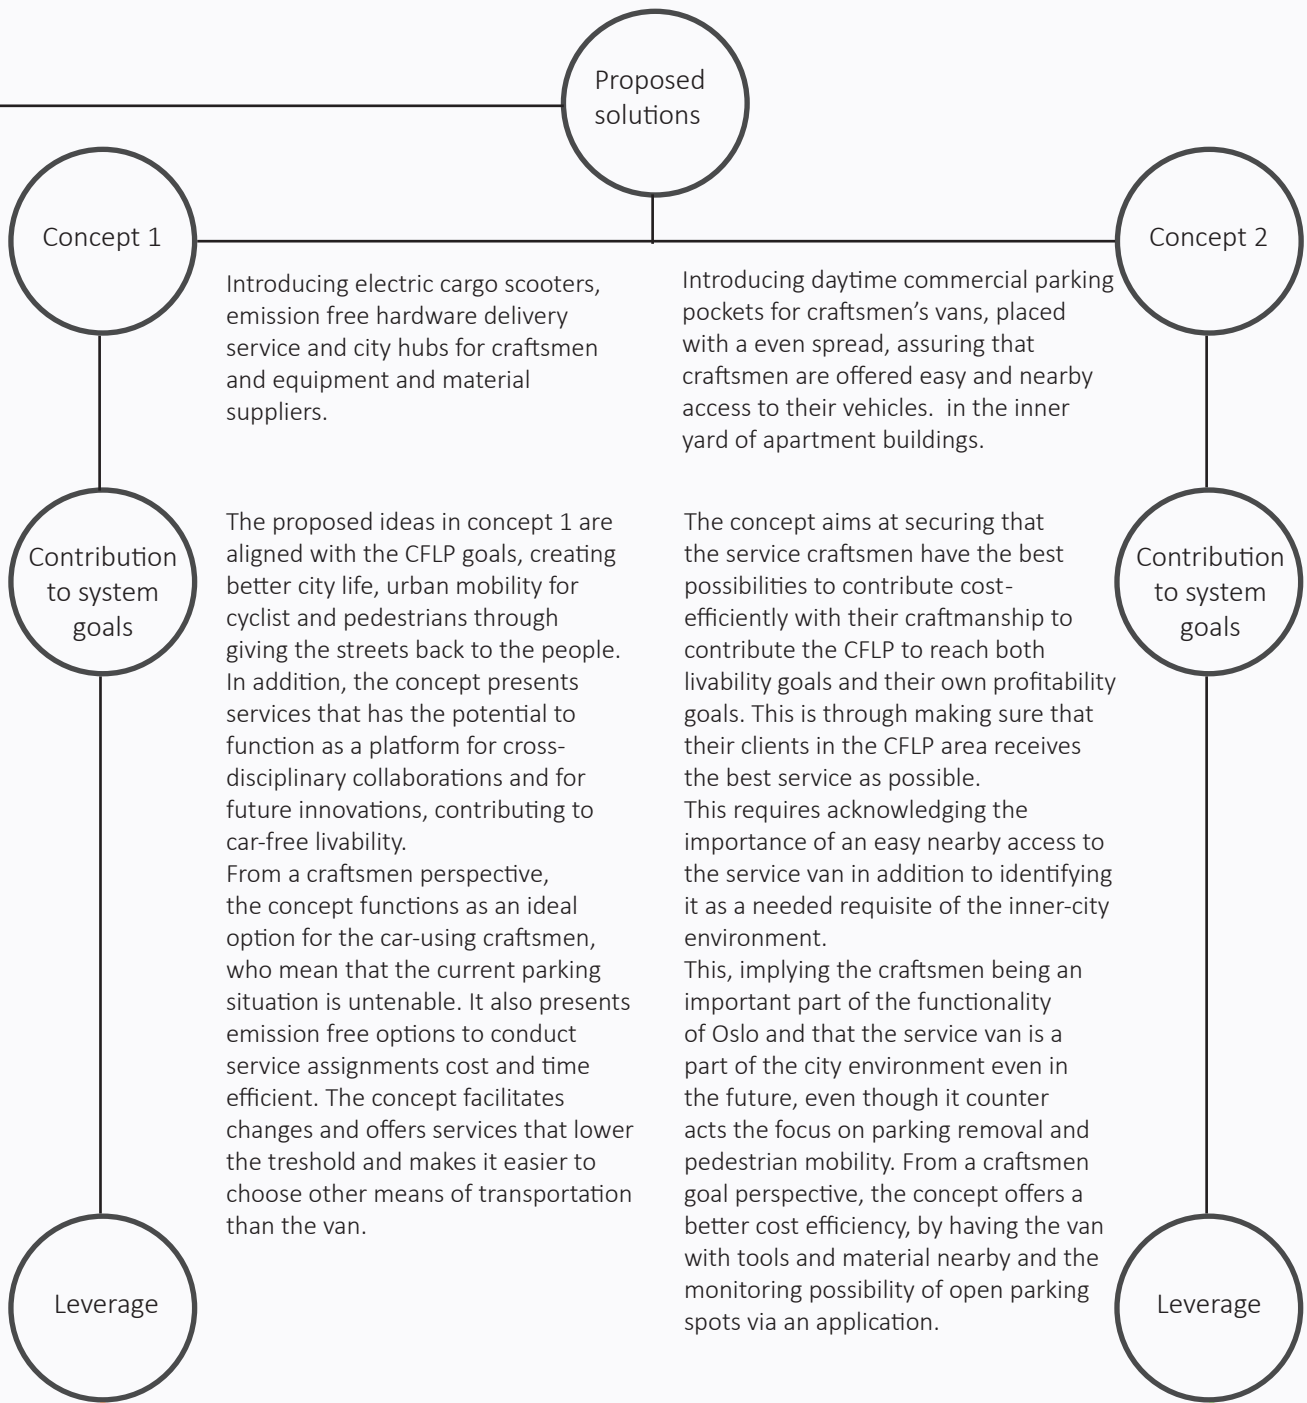 Proposed
solutions
Concept 1
Introducing electric cargo scooters,
emission free hardware delivery
service and city hubs for craftsmen
and equipment and material
suppliers.
Contribution
to system
goals
The proposed ideas in concept 1 are
aligned with the CFLP goals, creating
better city life, urban mobility for
cyclist and pedestrians through
giving the streets back to the people.
In addition, the concept presents
services that has the potential to
function as a platform for cross-
disciplinary collaborations and for
future innovations, contributing to
car-free livability.
From a craftsmen perspective,
the concept functions as an ideal
option for the car-using craftsmen,
who mean that the current parking
situation is untenable. It also presents
emission free options to conduct
service assignments cost and time
efficient. The concept facilitates
changes and offers services that lower
the treshold and makes it easier to
choose other means of transportation
than the van.
Leverage
Concept 2
Introducing daytime commercial parking
pockets for craftsmen’s vans, placed
with a even spread, assuring that
craftsmen are offered easy and nearby
access to their vehicles.  in the inner
yard of apartment buildings.
Contribution
to system
goals
The concept aims at securing that
the service craftsmen have the best
possibilities to contribute cost-
efficiently with their craftmanship to
contribute the CFLP to reach both
livability goals and their own profitability
goals. This is through making sure that
their clients in the CFLP area receives
the best service as possible.
This requires acknowledging the
importance of an easy nearby access to
the service van in addition to identifying
it as a needed requisite of the inner-city
environment.
This, implying the craftsmen being an
important part of the functionality
of Oslo and that the service van is a
part of the city environment even in
the future, even though it counter
acts the focus on parking removal and
pedestrian mobility. From a craftsmen
goal perspective, the concept offers a
better cost efficiency, by having the van
with tools and material nearby and the
monitoring possibility of open parking
spots via an application.
Leverage